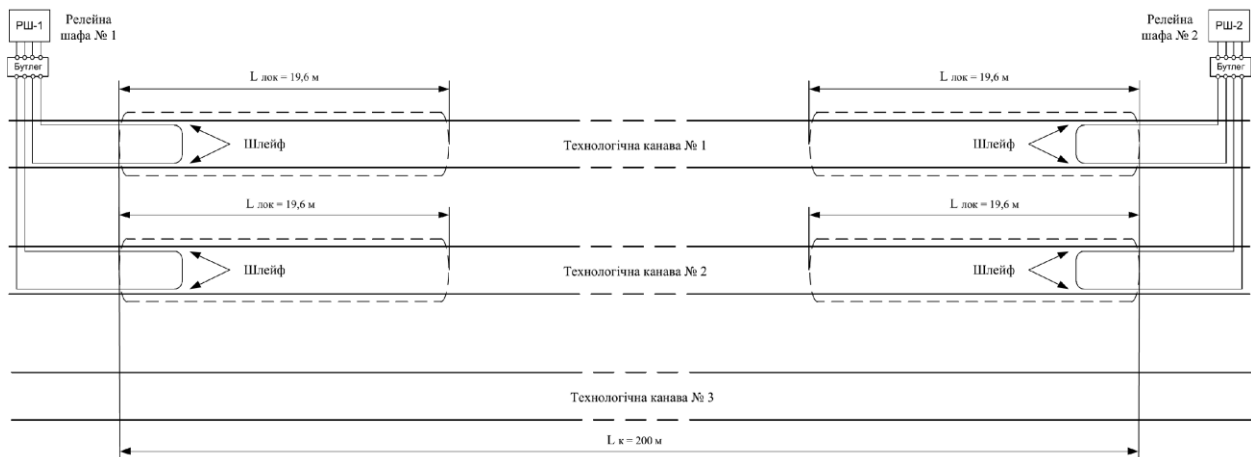 РШ-1
Релейна
шафа № 1
Бутлег
Релейна
шафа № 2
РШ-2
Бутлег
L лок = 19,6 м
L лок = 19,6 м
Шлейф
Технологічна канава № 1
Шлейф
L лок = 19,6 м
L лок = 19,6 м
Шлейф
Технологічна канава № 2
Шлейф
Технологічна канава № 3
L к = 200 м